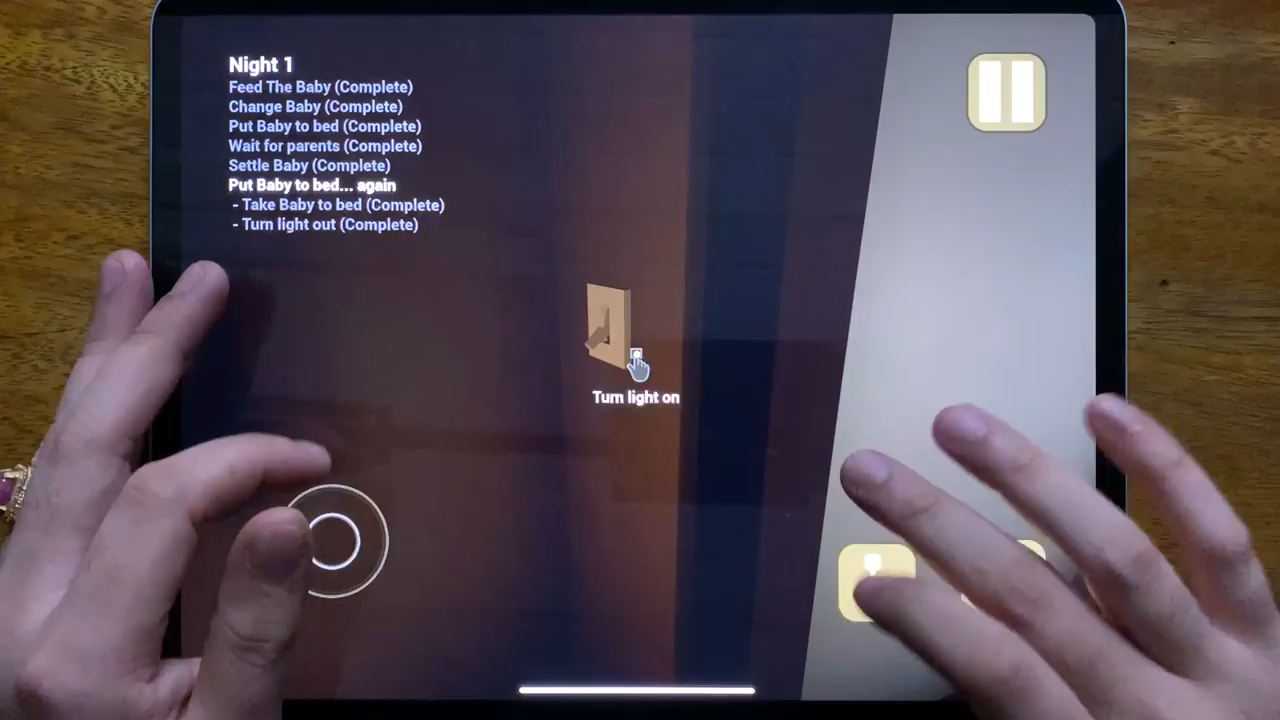 Night 1
Feed The Baby (Complete)
Change Baby (Complete)
Put Baby to bed (Complete)
Wait for parents (Complete)
Settle Baby (Complete)
Put Baby to bed... again
- Take Baby to bed (Complete)
- Turn light out (Complete)
Turn light on